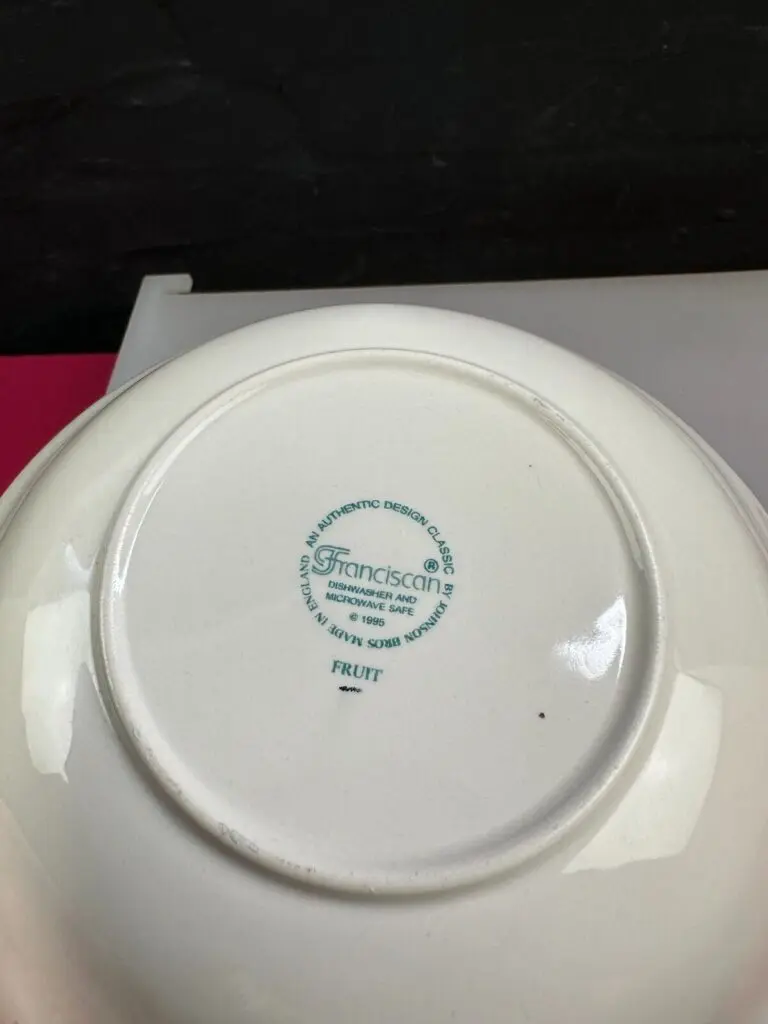 AN AUTHENTIC DESIGN CLASSIC BY JOHNSON BROS MADE IN ENGLAND
Franciscan®
DISHWASHER AND
MICROWAVE SAFE
© 1995
FRUIT